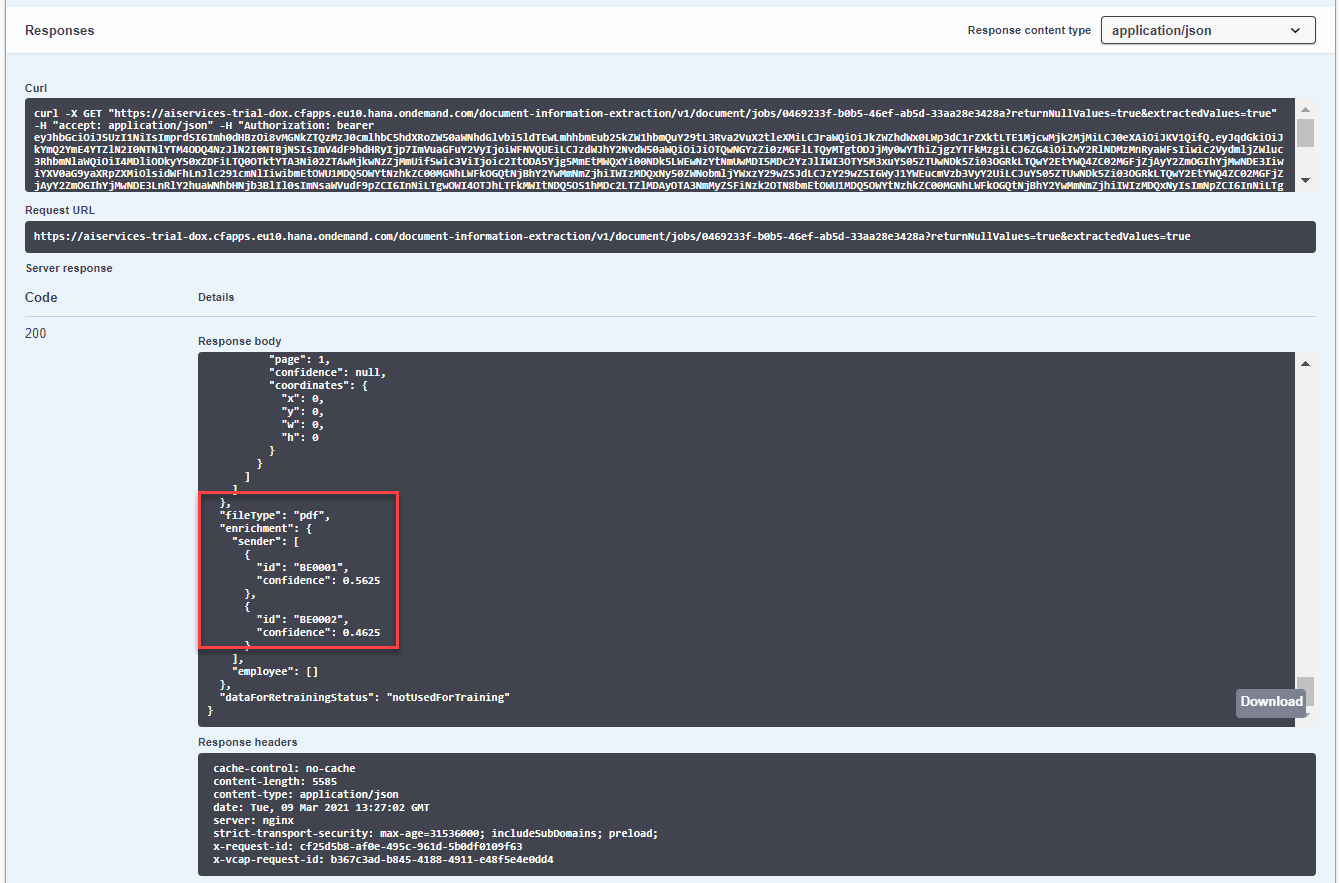 Responses
Response content type
application/json
Curl
curl -X GET "https://aiservices-trial-dox.cfapps.eu10.hana.ondemand.com/document-information-extraction/v1/document/jobs/0469233f-b0b5-46ef-ab5d-33aa28e3428a?returnNullValues=true&extractedValues=true"
-H "accept: application/json" -H "Authorization: bearer
Request URL
https://aiservices-trial-dox.cfapps.eu10.hana.ondemand.com/document-information-extraction/v1/document/jobs/0469233f-b0b5-46ef-ab5d-33aa28e3428a?returnNullValues=true&extractedValues=true
Server response
Code
Details
200
Response body
"page": 1,
"confidence": null,
"coordinates": {
"x": 0,
"y": 0,
"w": 0,
"h": 0
}
}
]
]
},
"fileType": "pdf",
"enrichment": {
"sender": [
{
"id": "BE0001",
"confidence": 0.5625
},
{
"id": "BE0002",
"confidence": 0.4625
}
],
"employee": []
},
"dataForRetrainingStatus": "notUsedForTraining"
}
Download
Response headers
cache-control: no-cache
content-length: 5585
content-type: application/json
date: Tue, 09 Mar 2021 13:27:02 GMT
server: nginx
strict-transport-security: max-age=31536000; includeSubDomains; preload;
x-request-id: cf25d5b8-af0e-495c-961d-5b0df0109f63
x-vcap-request-id: b367c3ad-b845-4188-4911-e48f5e4e0dd4